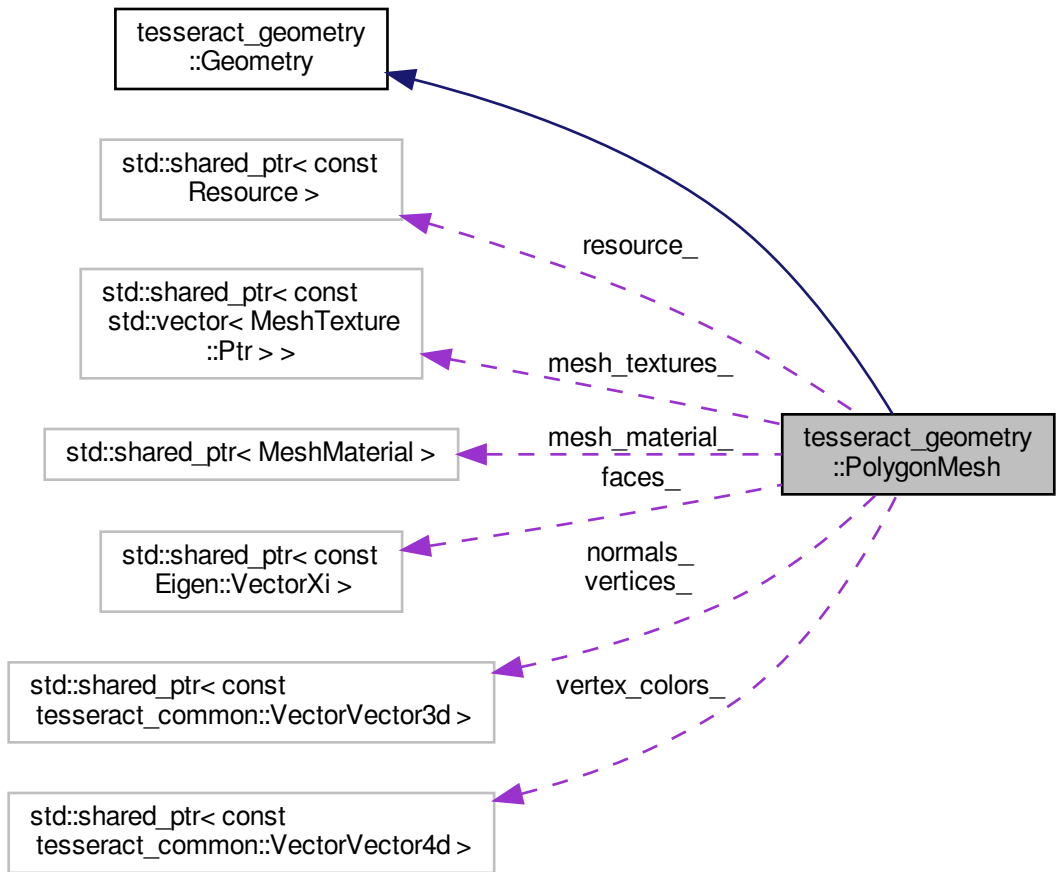 tesseract_geometry
::Geometry
std::shared_ptr< const
Resource >
resource_
std::shared_ptr< const
std::vector< MeshTexture
::Ptr > >
mesh_textures_
std::shared_ptr< MeshMaterial >
mesh_material_
tesseract_geometry
::PolygonMesh
faces_
std::shared_ptr< const
Eigen::VectorXi >
normals_
vertices_
std::shared_ptr< const
tesseract_common::VectorVector3d >
vertex_colors_
std::shared_ptr< const
tesseract_common::VectorVector4d >